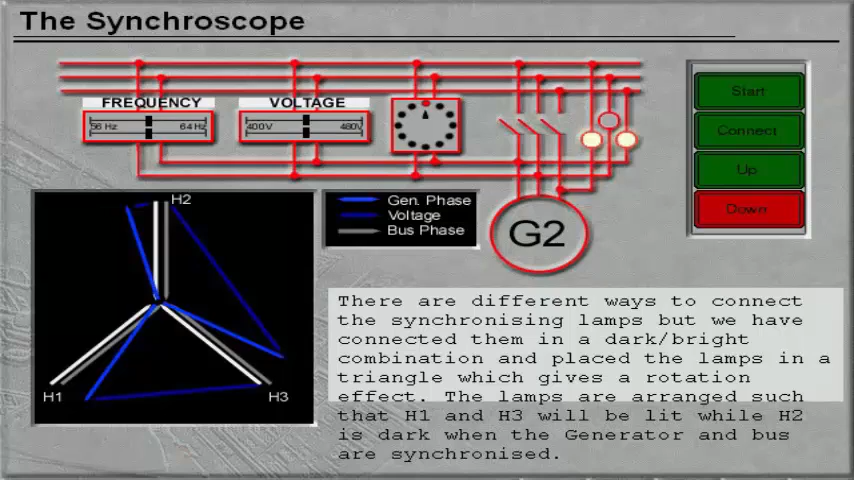 The Synchroscope
FREQUENCY
VOLTAGE
56 Hz
64 Hz
400V
480V
Start
Connect
Up
Down
H2
Gen. Phase
Voltage
Bus Phase
G2
H1
H3
There are different ways to connect
the synchronising lamps but we have
connected them in a dark/bright
combination and placed the lamps in a
triangle which gives a rotation
effect. The lamps are arranged such
that H1 and H3 will be lit while H2
is dark when the Generator and bus
are synchronised.